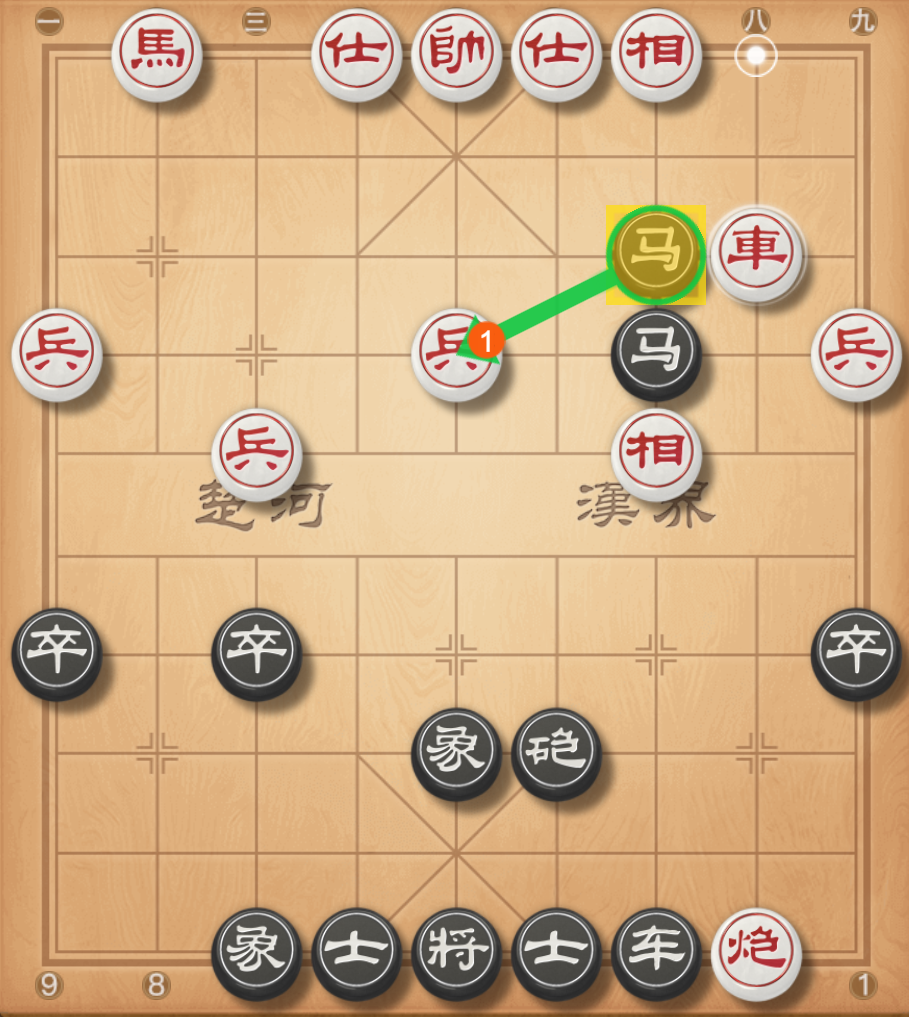 一 三 八 九
馬 仕 帥 仕 相
马 車
兵 兵 1 马 兵
兵 相
楚河 漢界
卒 卒 卒
象 砲
象 士 將 士 车 炮
9 8 1